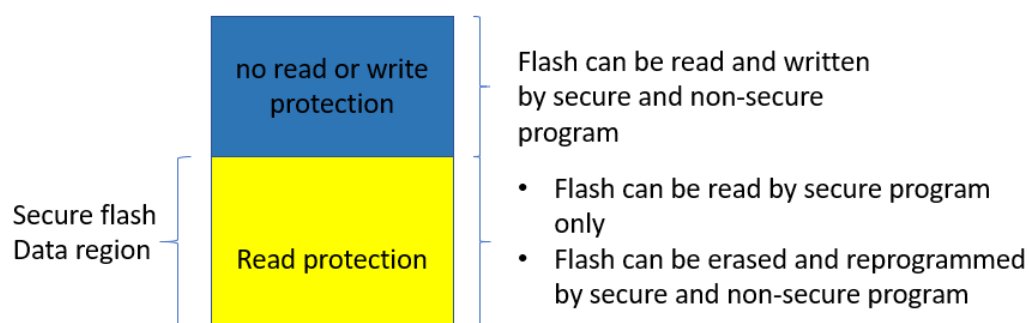 no read or write
protection
Flash can be read and written
by secure and non-secure
program
Secure flash
Data region
Read protection
• Flash can be read by secure program
only
• Flash can be erased and reprogrammed
by secure and non-secure program